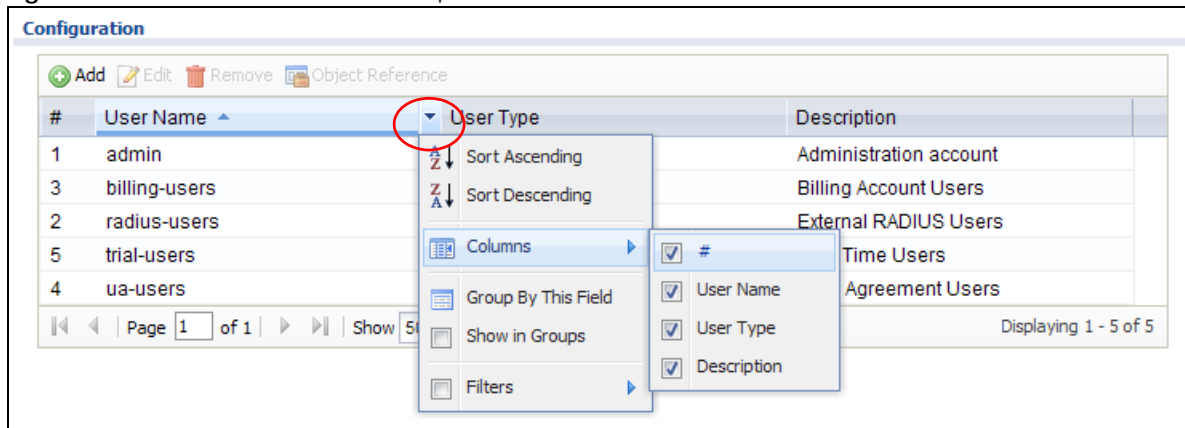 Configuration
Add Edit Remove Object Reference
# User Name User Type Description
1 admin Administration account
Sort Ascending
3 billing-users Billing Account Users
Sort Descending
2 radius-users External RADIUS Users
5 trial-users Time Users
Columns #
4 ua-users Agreement Users
Group By This Field User Name
Page 1 of 1 Show Displaying 1 - 5 of 5
Show in Groups User Type
Description
Filters